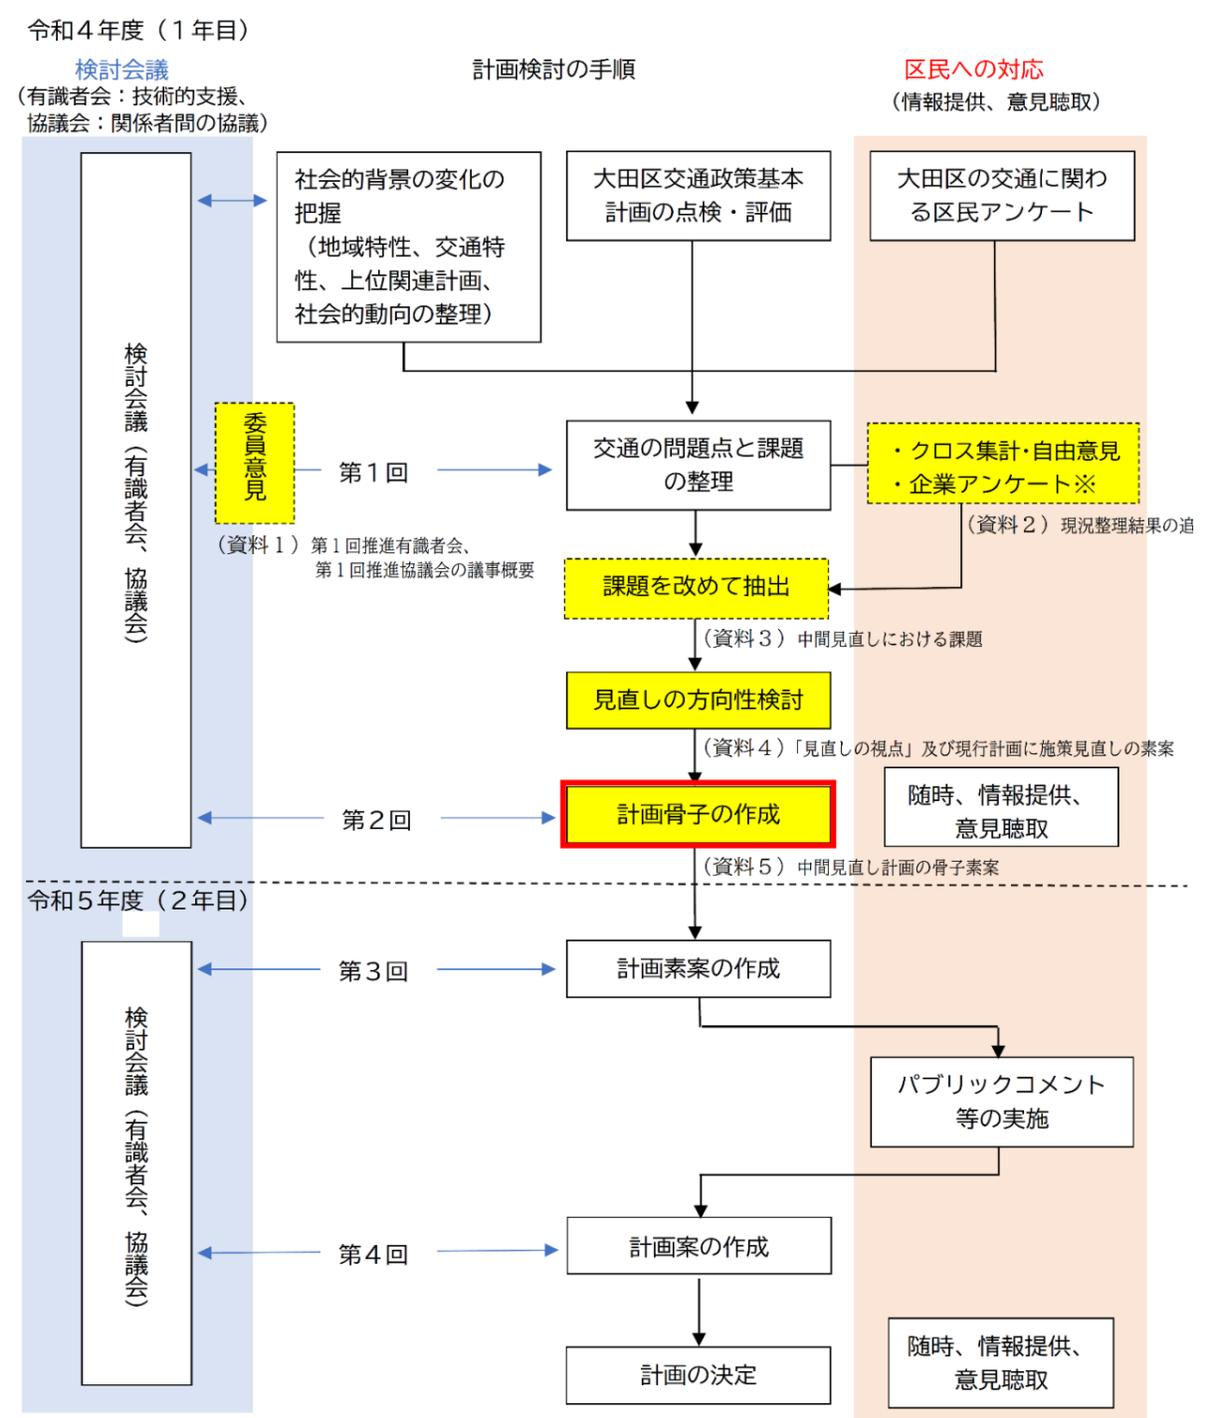 令和４年度（１年目）
検討会議
（有識者会：技術的支援、
協議会：関係者間の協議）
計画検討の手順
区民への対応
（情報提供、意見聴取）
社会的背景の変化の
把握
（地域特性、交通特
性、上位関連計画、
社会的動向の整理）
大田区交通政策基本
計画の点検・評価
大田区の交通に関わ
る区民アンケート
検討会議（有識者会、協議会）
委員意見
第１回
交通の問題点と課題
の整理
・クロス集計・自由意見
・企業アンケート※
（資料１）第１回推進有識者会、
第１回推進協議会の議事概要
（資料２）現況整理結果の追
課題を改めて抽出
（資料３）中間見直しにおける課題
見直しの方向性検討
（資料４）「見直しの視点」及び現行計画に施策見直しの素案
第２回
計画骨子の作成
随時、情報提供、
意見聴取
（資料５）中間見直し計画の骨子素案
令和５年度（２年目）
検討会議（有識者会、協議会）
第３回
計画素案の作成
パブリックコメント
等の実施
第４回
計画案の作成
計画の決定
随時、情報提供、
意見聴取